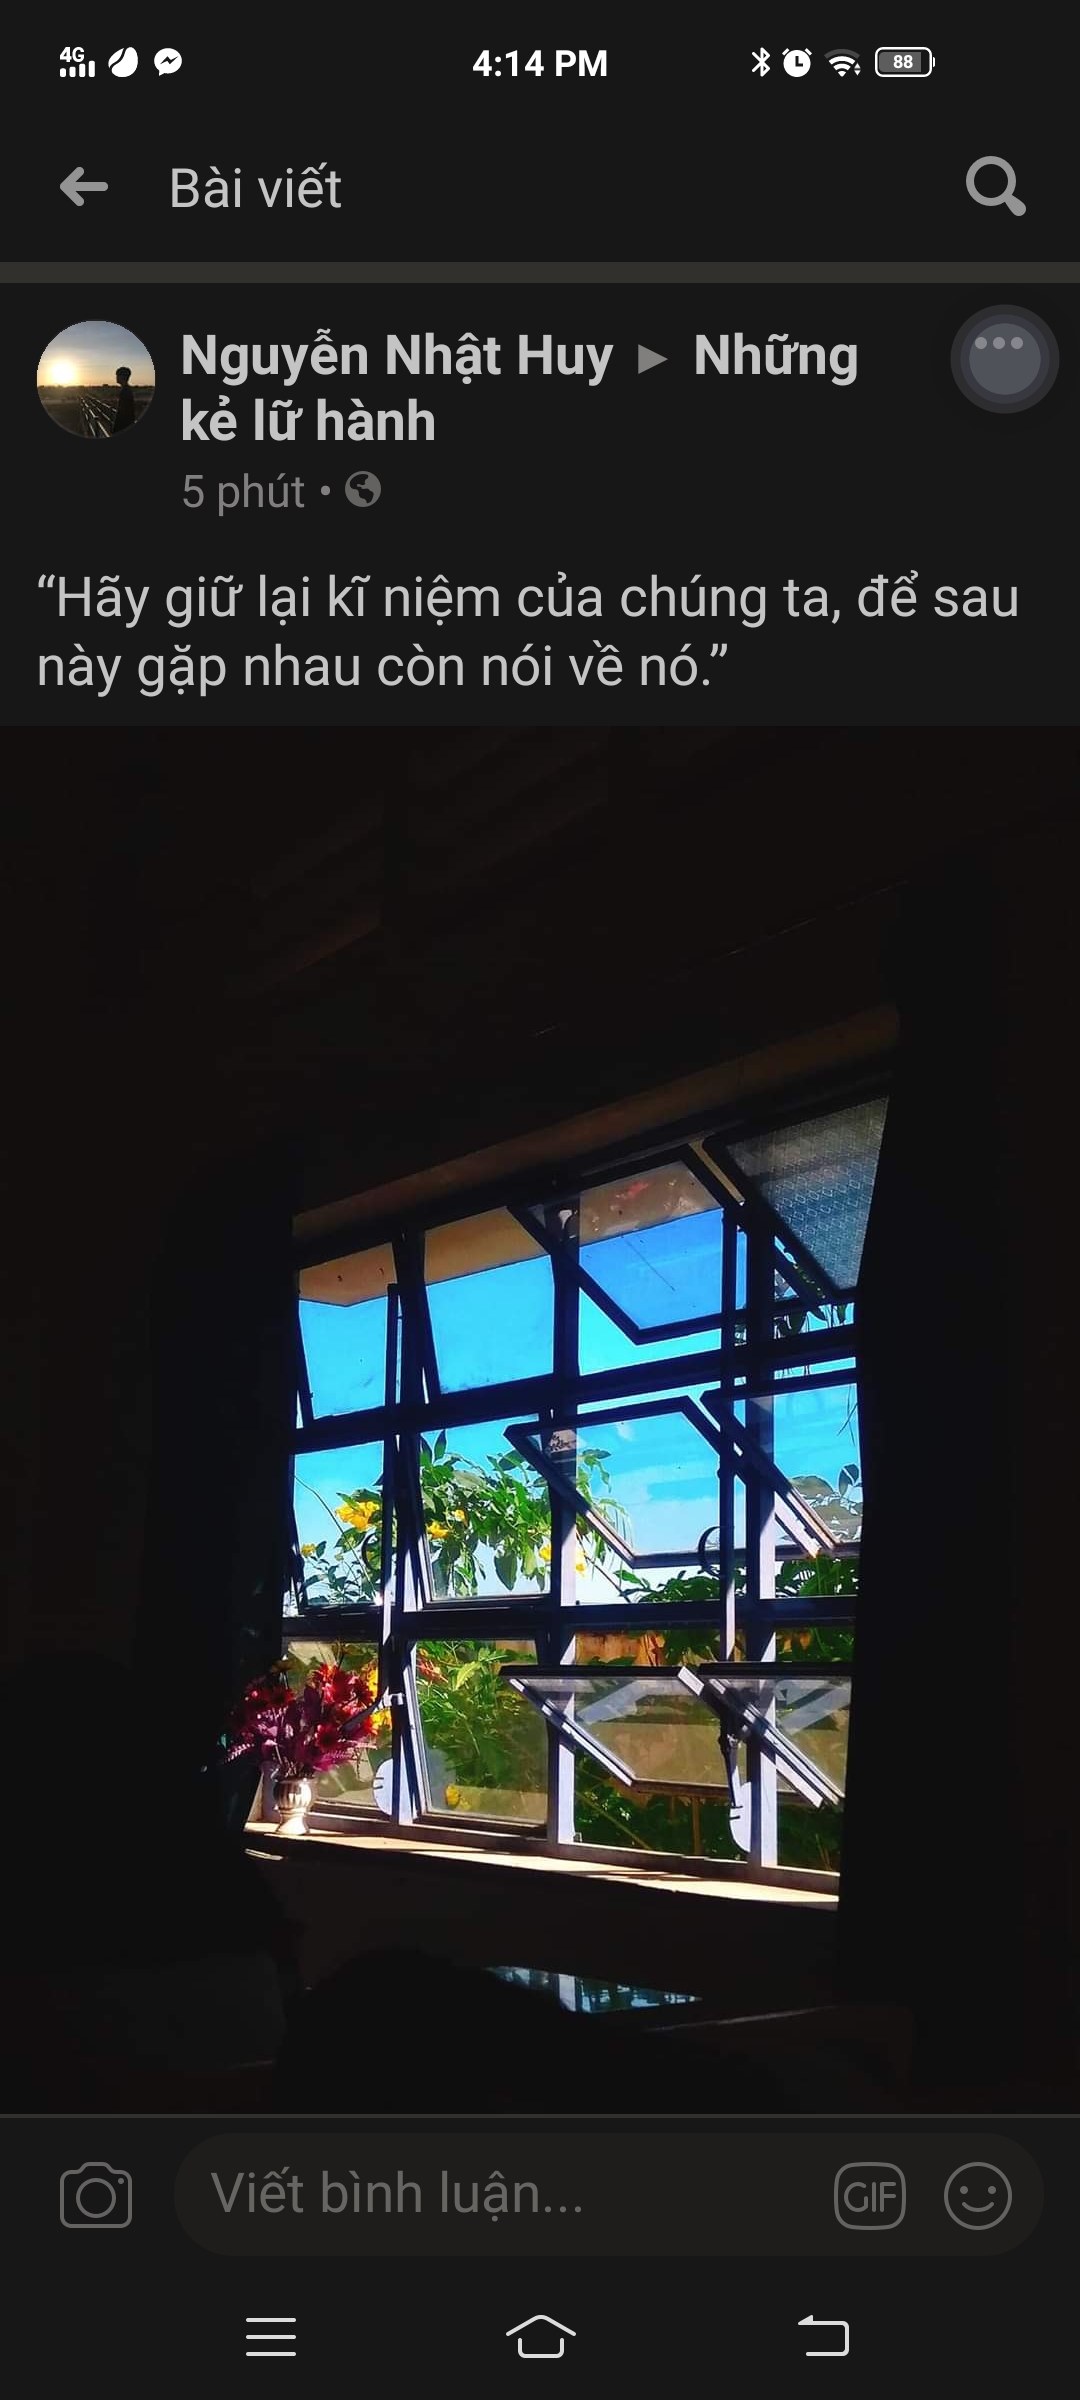 4G
4:14 PM
88
Bài viết
Nguyễn Nhật Huy ▶ Những
kẻ lữ hành
5 phút •
“Hãy giữ lại kĩ niệm của chúng ta, để sau
này gặp nhau còn nói về nó.”
Viết bình luận...
GIF